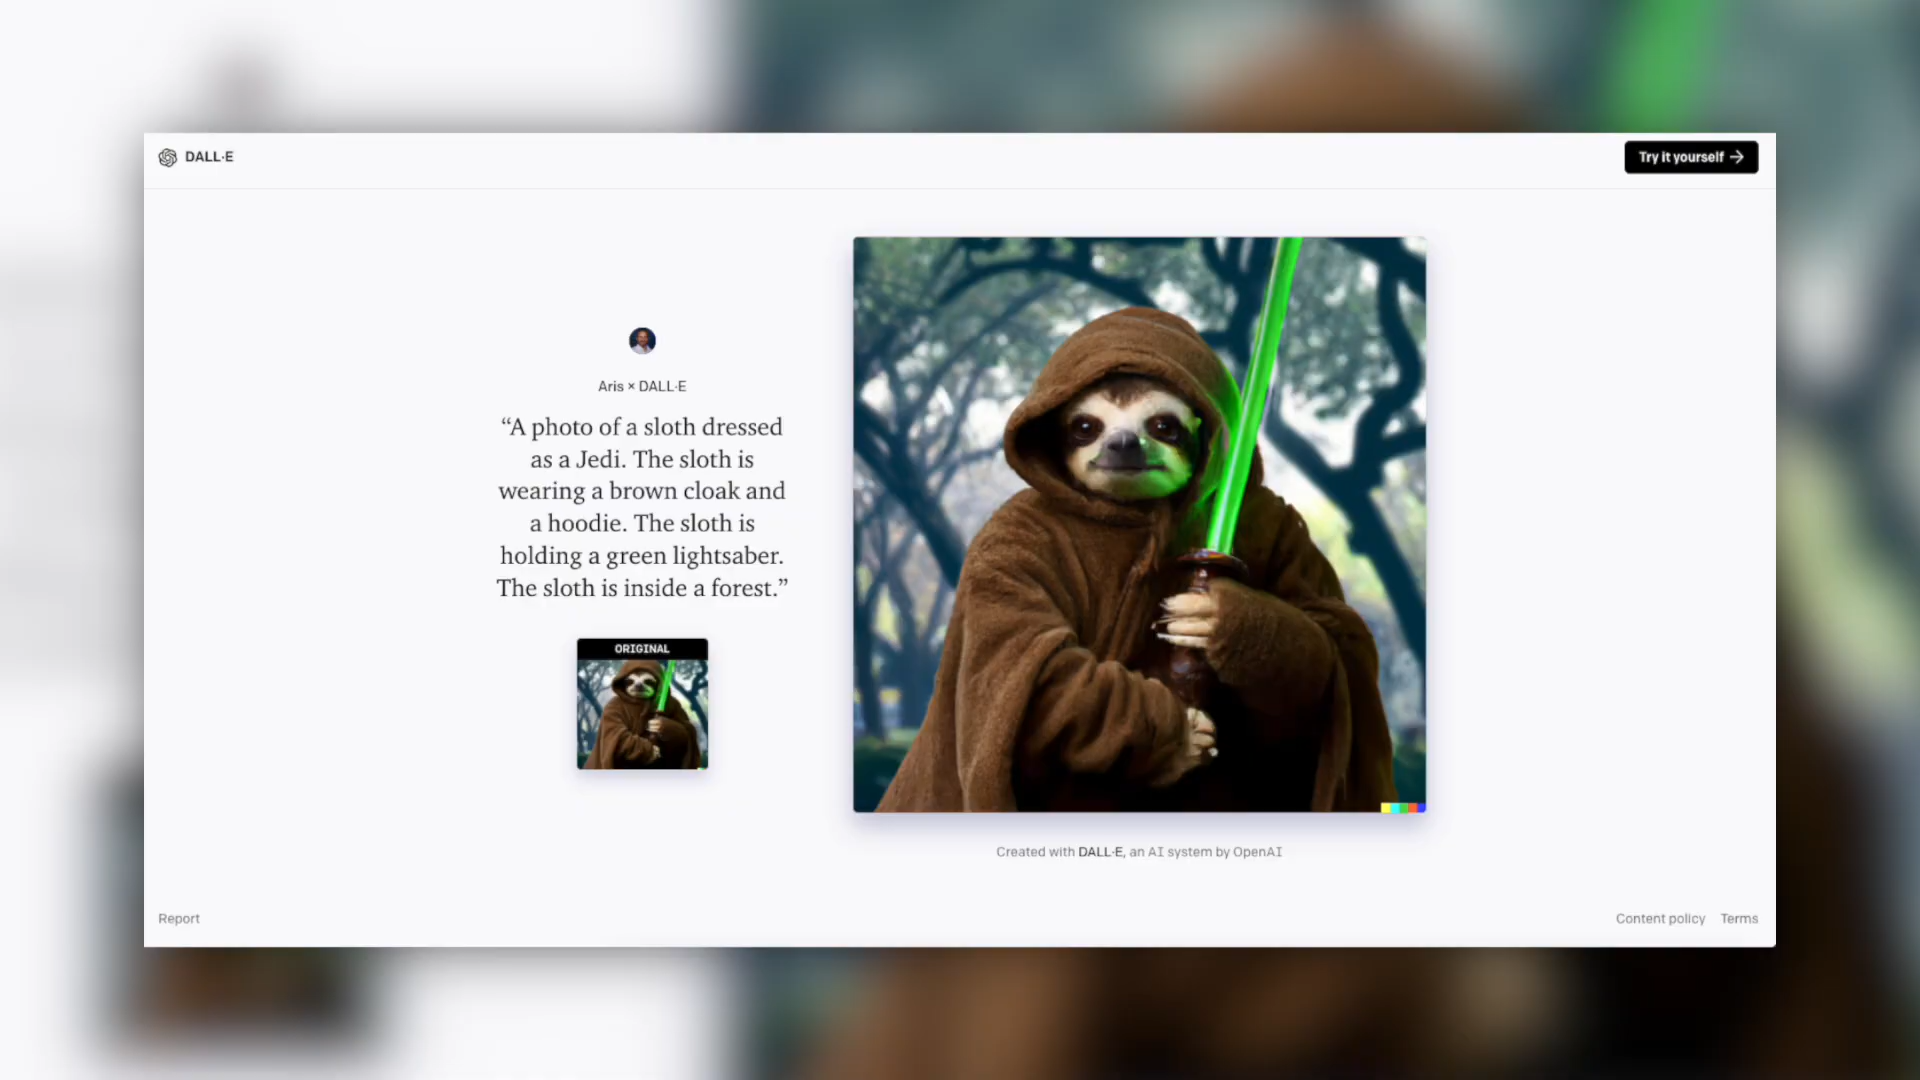 DALL·E
Try it yourself →
Aris × DALL·E
“A photo of a sloth dressed
as a Jedi. The sloth is
wearing a brown cloak and
a hoodie. The sloth is
holding a green lightsaber.
The sloth is inside a forest.”
ORIGINAL
Created with DALL·E, an AI system by OpenAI
Report
Content policy
Terms